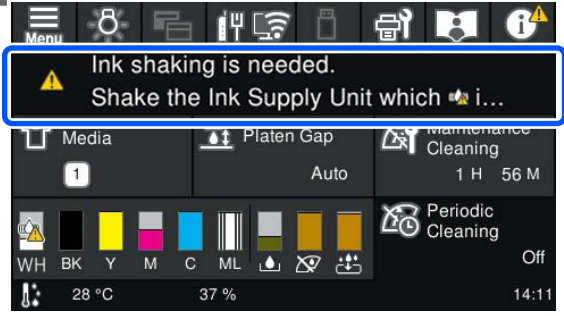 Menu
Ink shaking is needed.
Shake the Ink Supply Unit which i...
Media
1
Platen Gap
Auto
Maintenance
Cleaning
1 H 56 M
WH BK Y M C ML
Periodic
Cleaning
Off
28 °C 37 % 14:11